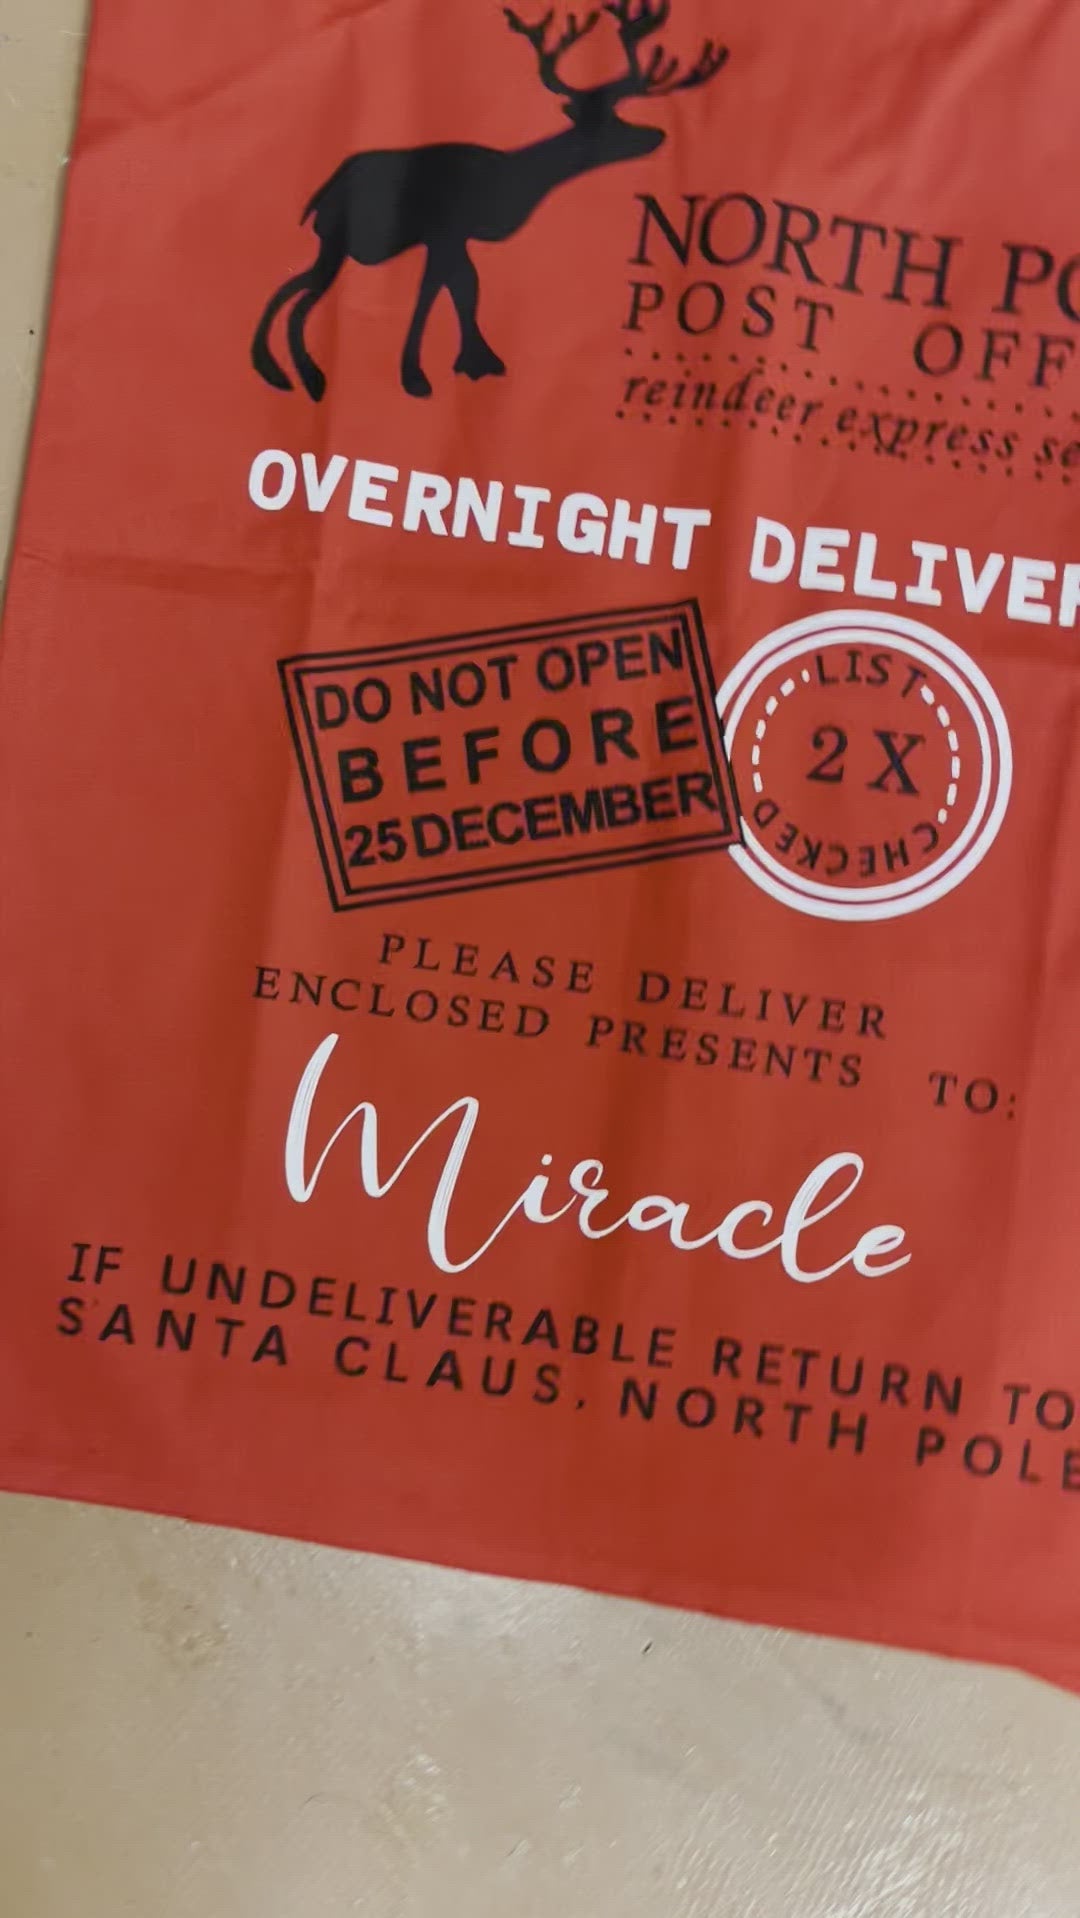 NORTH PO
POST OFF
reindeer express se
OVERNIGHT DELIVER
DO NOT OPEN
BEFORE
25 DECEMBER
LIST
2 X
CHECKED
PLEASE DELIVER
ENCLOSED PRESENTS TO:
Miracle
IF UNDELIVERABLE RETURN TO
SANTA CLAUS, NORTH POLE